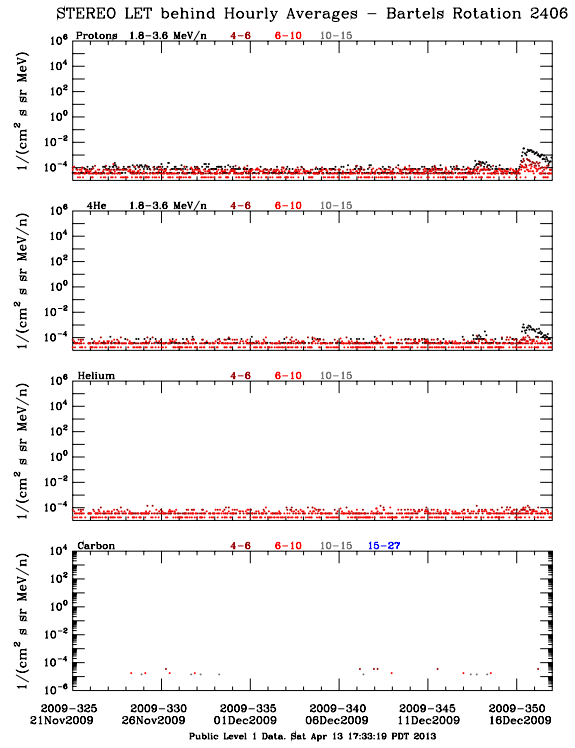 STEREO LET behind Hourly Averages - Bartels Rotation 2406
Protons 1.8-3.6 MeV/n 4-6 6-10 10-15
1/(cm² s sr MeV)
10⁶
10⁴
10²
10⁰
10⁻²
10⁻⁴
4He 1.8-3.6 MeV/n 4-6 6-10 10-15
1/(cm² s sr MeV/n)
10⁶
10⁴
10²
10⁰
10⁻²
10⁻⁴
Helium 4-6 6-10 10-15
1/(cm² s sr MeV/n)
10⁶
10⁴
10²
10⁰
10⁻²
10⁻⁴
Carbon 4-6 6-10 10-15 15-27
1/(cm² s sr MeV/n)
10⁴
10²
10⁰
10⁻²
10⁻⁴
10⁻⁶
2009-325 2009-330 2009-335 2009-340 2009-345 2009-350
21Nov2009 26Nov2009 01Dec2009 06Dec2009 11Dec2009 16Dec2009
Public Level 1 Data. Sat Apr 13 17:33:19 PDT 2013